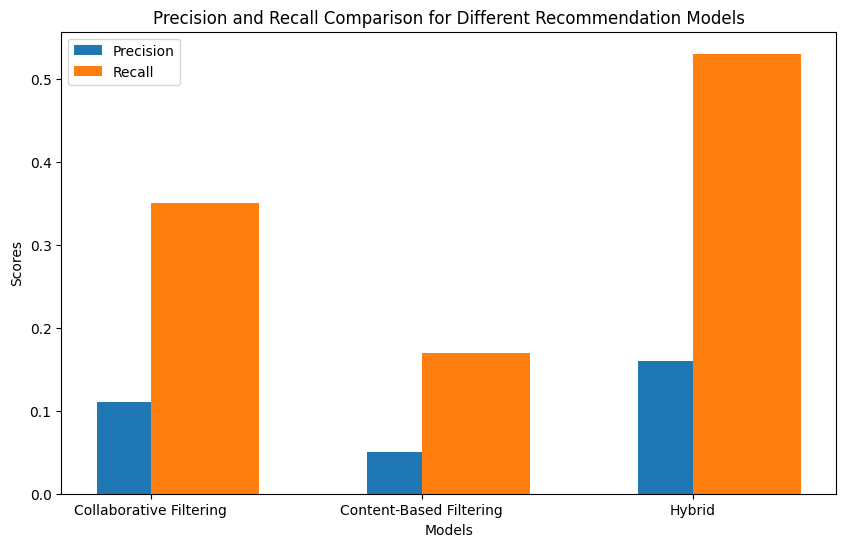 Precision and Recall Comparison for Different Recommendation Models
Precision
Recall
Scores
0.5
0.4
0.3
0.2
0.1
0.0
Collaborative Filtering
Content-Based Filtering
Hybrid
Models